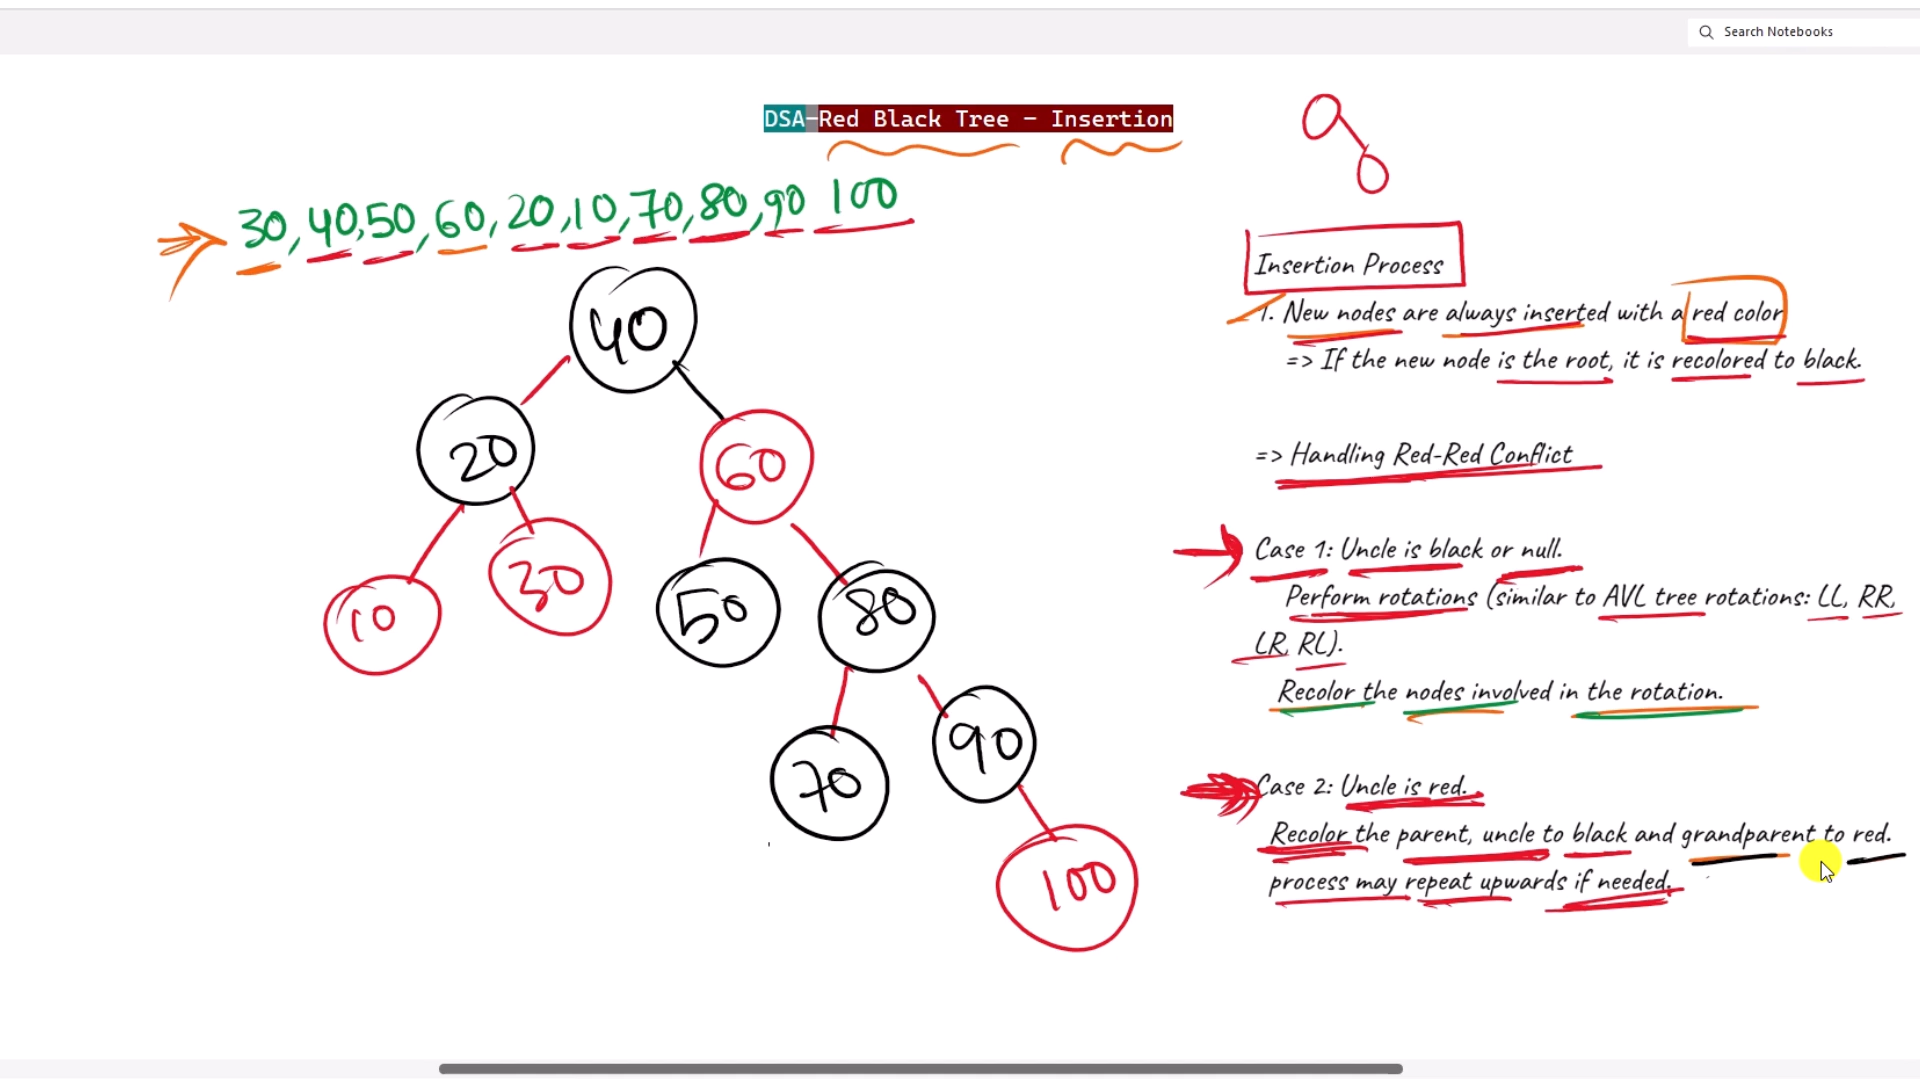 Search Notebooks
DSA-Red Black Tree - Insertion
30, 40, 50, 60, 20, 10, 70, 80, 90 100
40
20
60
10
30
50
80
70
90
100
Insertion Process
1. New nodes are always inserted with a red color
=> If the new node is the root, it is recolored to black.
=> Handling Red-Red Conflict
Case 1: Uncle is black or null.
Perform rotations (similar to AVL tree rotations: LL, RR,
LR, RL).
Recolor the nodes involved in the rotation.
Case 2: Uncle is red.
Recolor the parent, uncle to black and grandparent to red.
process may repeat upwards if needed.